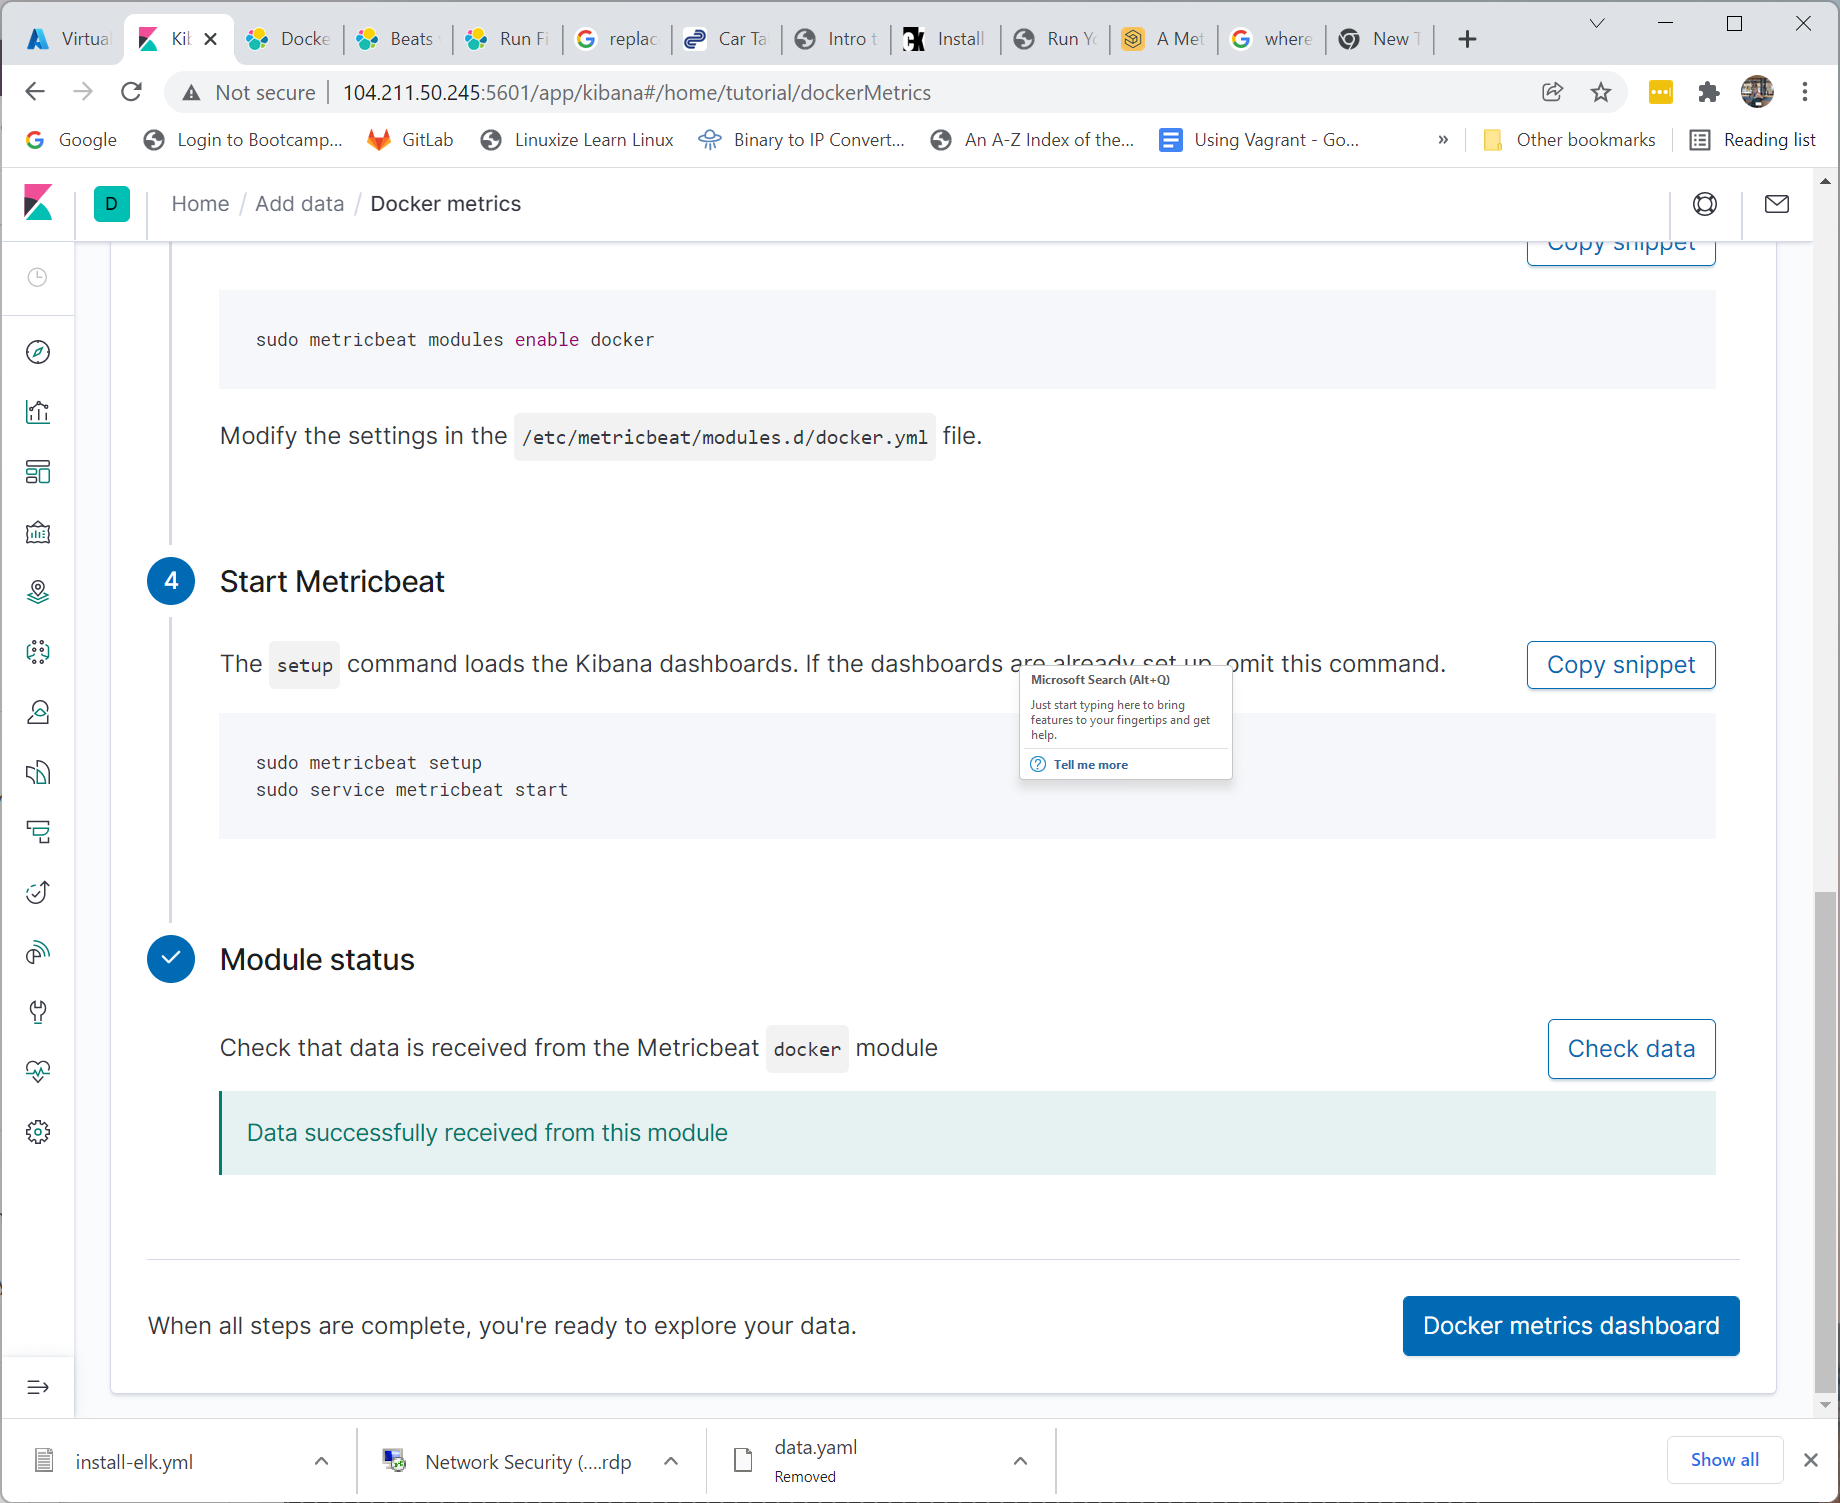 Virtua
Kib
Docke
Beats
Run Fi
replac
Car Ta
Intro t
Install
Run Yo
A Met
where
New T
Not secure
104.211.50.245:5601/app/kibana#/home/tutorial/dockerMetrics
Google
Login to Bootcamp...
GitLab
Linuxize Learn Linux
Binary to IP Convert...
An A-Z Index of the...
Using Vagrant - Go...
»
Other bookmarks
Reading list
D
Home / Add data / Docker metrics
Copy snippet
sudo metricbeat modules enable docker
Modify the settings in the /etc/metricbeat/modules.d/docker.yml file.
4
Start Metricbeat
The setup command loads the Kibana dashboards. If the dashboards are already set up, omit this command.
Copy snippet
Microsoft Search (Alt+Q)
Just start typing here to bring
features to your fingertips and get
help.
Tell me more
sudo metricbeat setup
sudo service metricbeat start
Module status
Check that data is received from the Metricbeat docker module
Check data
Data successfully received from this module
When all steps are complete, you're ready to explore your data.
Docker metrics dashboard
install-elk.yml
Network Security (....rdp
data.yaml
Removed
Show all